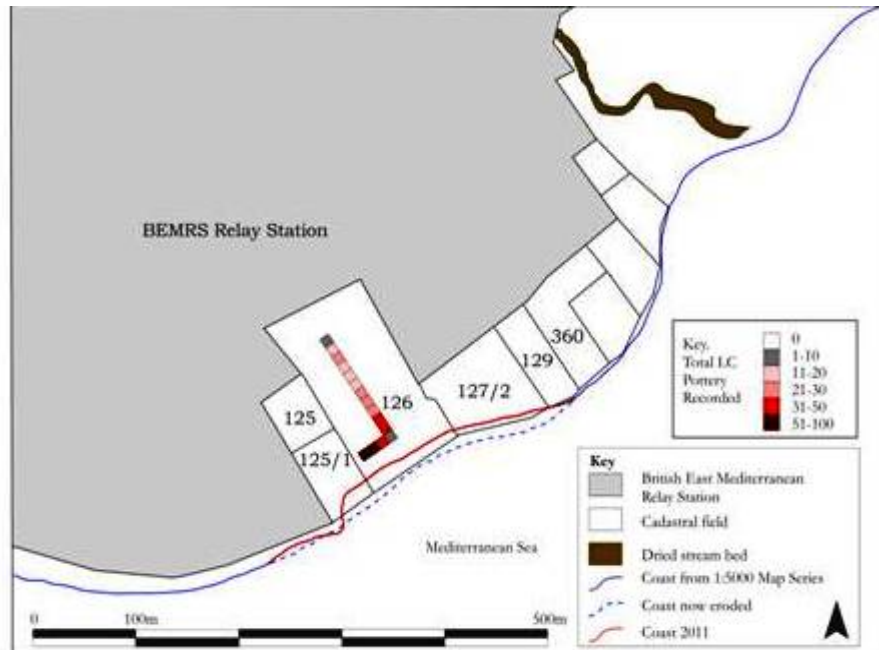 BEMRS Relay Station
360
129
127/2
126
125
125/1
Key.
Total LC
Pottery
Recorded
0
1-10
11-20
21-30
31-50
51-100
Key
British East Mediterranean
Relay Station
Cadastral field
Dried stream bed
Coast from 1:5000 Map Series
Coast now eroded
Coast 2011
Mediterranean Sea
0
100m
500m